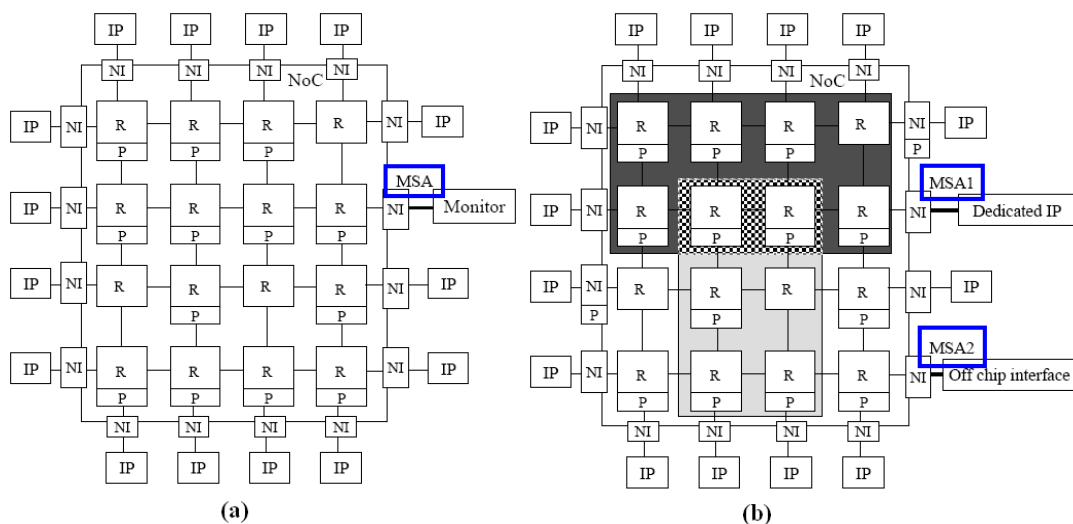 IP IP IP IP
NI NI NI NI
NoC
IP NI R R R R NI IP
P P P
MSA
IP NI R R R R NI Monitor
P P P P
IP NI R R R R NI IP
P P
IP NI R R R R NI IP
P P P P
NI NI NI NI
IP IP IP IP
(a)
IP IP IP IP
NI NI NI NI
NoC
IP NI R R R R NI IP
P P P P
MSA1
IP NI R R R R NI Dedicated IP
P P P P
IP NI R R R R NI IP
P P P
MSA2
IP NI R R R R NI Off chip interface
P P P P
NI NI NI NI
IP IP IP IP
(b)